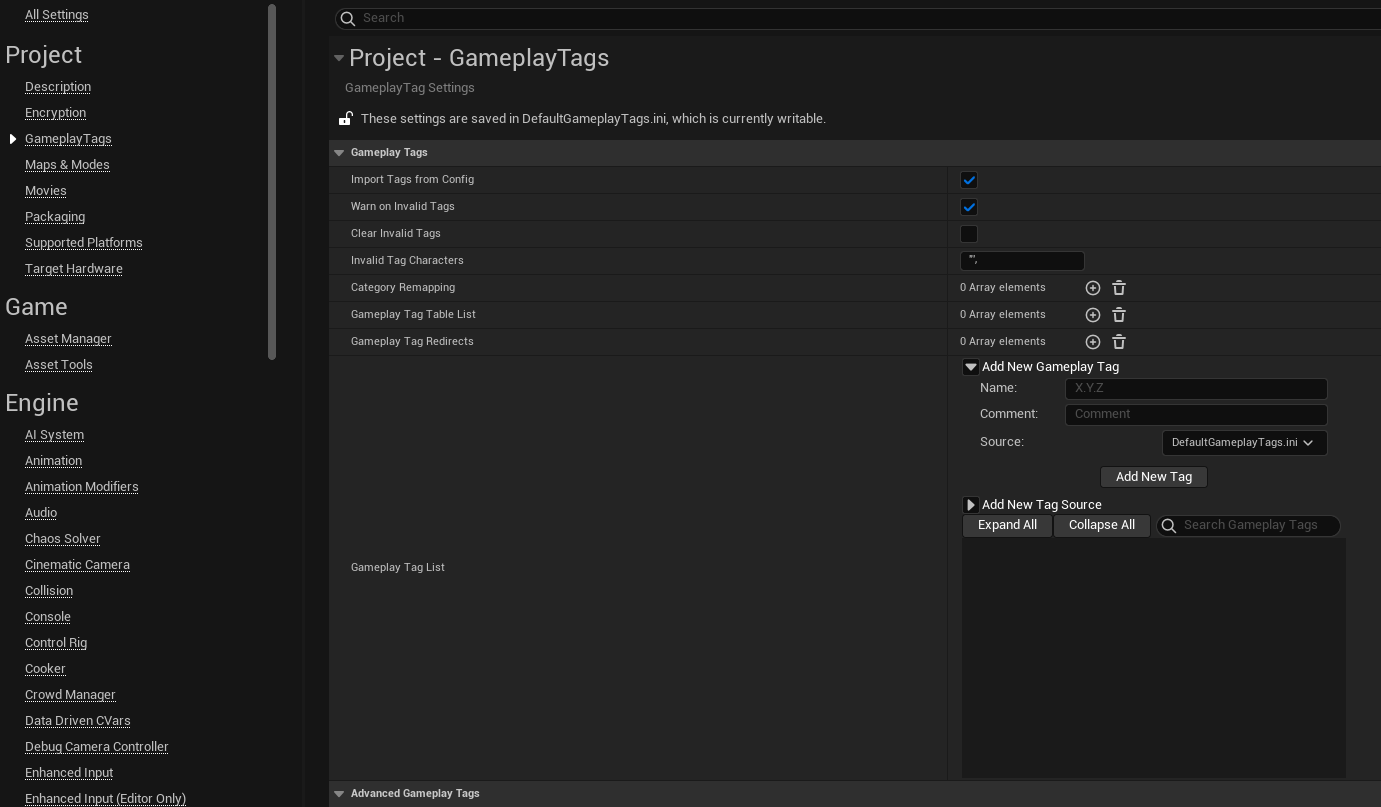 All Settings
Project
Description
Encryption
GameplayTags
Maps & Modes
Movies
Packaging
Supported Platforms
Target Hardware
Game
Asset Manager
Asset Tools
Engine
AI System
Animation
Animation Modifiers
Audio
Chaos Solver
Cinematic Camera
Collision
Console
Control Rig
Cooker
Crowd Manager
Data Driven CVars
Debug Camera Controller
Enhanced Input
Enhanced Input (Editor Only)
Search
Project - GameplayTags
GameplayTag Settings
These settings are saved in DefaultGameplayTags.ini, which is currently writable.
Gameplay Tags
Import Tags from Config
Warn on Invalid Tags
Clear Invalid Tags
Invalid Tag Characters "',
Category Remapping 0 Array elements
Gameplay Tag Table List 0 Array elements
Gameplay Tag Redirects 0 Array elements
Gameplay Tag List
Add New Gameplay Tag
Name: X.Y.Z
Comment: Comment
Source: DefaultGameplayTags.ini
Add New Tag
Add New Tag Source
Expand All Collapse All Search Gameplay Tags
Advanced Gameplay Tags